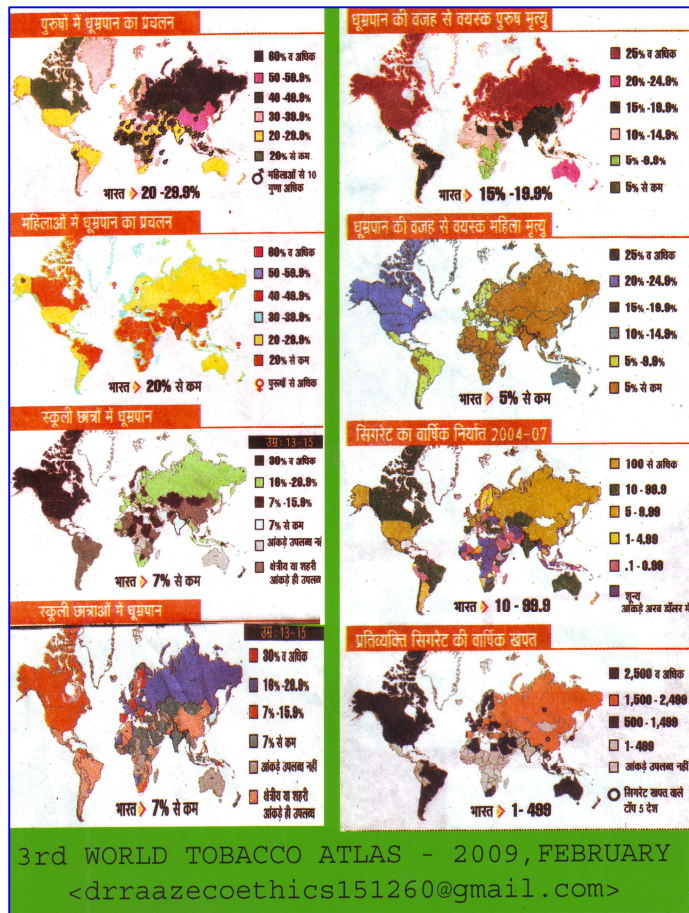 पुरुषों में धूम्रपान का प्रचलन
60% व अधिक
50-59.9%
40-49.9%
30-39.9%
20-29.9%
20% से कम
महिलाओं से 10
गुणा अधिक
भारत 20-29.9%
महिलाओं में धूम्रपान का प्रचलन
60% व अधिक
50-59.9%
40-49.9%
30-39.9%
20-29.9%
20% से कम
पुरूषों से अधिक
भारत 20% से कम
स्कूली छात्रों में धूम्रपान
उम्र: 13-15
30% व अधिक
16%-29.9%
7%-15.9%
7% से कम
आंकड़े उपलब्ध नहीं
क्षेत्रीय या शहरी
आंकड़े ही उपलब्ध
भारत 7% से कम
स्कूली छात्राओं में धूम्रपान
उम्र: 13-15
30% व अधिक
16%-29.9%
7%-15.9%
7% से कम
आंकड़े उपलब्ध नहीं
क्षेत्रीय या शहरी
आंकड़े ही उपलब्ध
भारत 7% से कम
धूम्रपान की वजह से वयस्क पुरुष मृत्यु
25% व अधिक
20%-24.9%
15%-19.9%
10%-14.9%
5%-9.9%
5% से कम
भारत 15%-19.9%
धूम्रपान की वजह से वयस्क महिला मृत्यु
25% व अधिक
20%-24.9%
15%-19.9%
10%-14.9%
5%-9.9%
5% से कम
भारत 5% से कम
सिगरेट का वार्षिक निर्यात 2004-07
100 से अधिक
10-99.9
5-9.99
1-4.99
.1-0.99
शून्य
आंकड़े अरब डॉलर में
भारत 10-99.9
प्रतिव्यक्ति सिगरेट की वार्षिक खपत
2,500 व अधिक
1,500-2,499
500-1,499
1-499
आंकड़े उपलब्ध नहीं
सिगरेट खपत वाले
टॉप 5 देश
भारत 1-499
3rd WORLD TOBACCO ATLAS - 2009,FEBRUARY
<drraazecoethics151260@gmail.com>